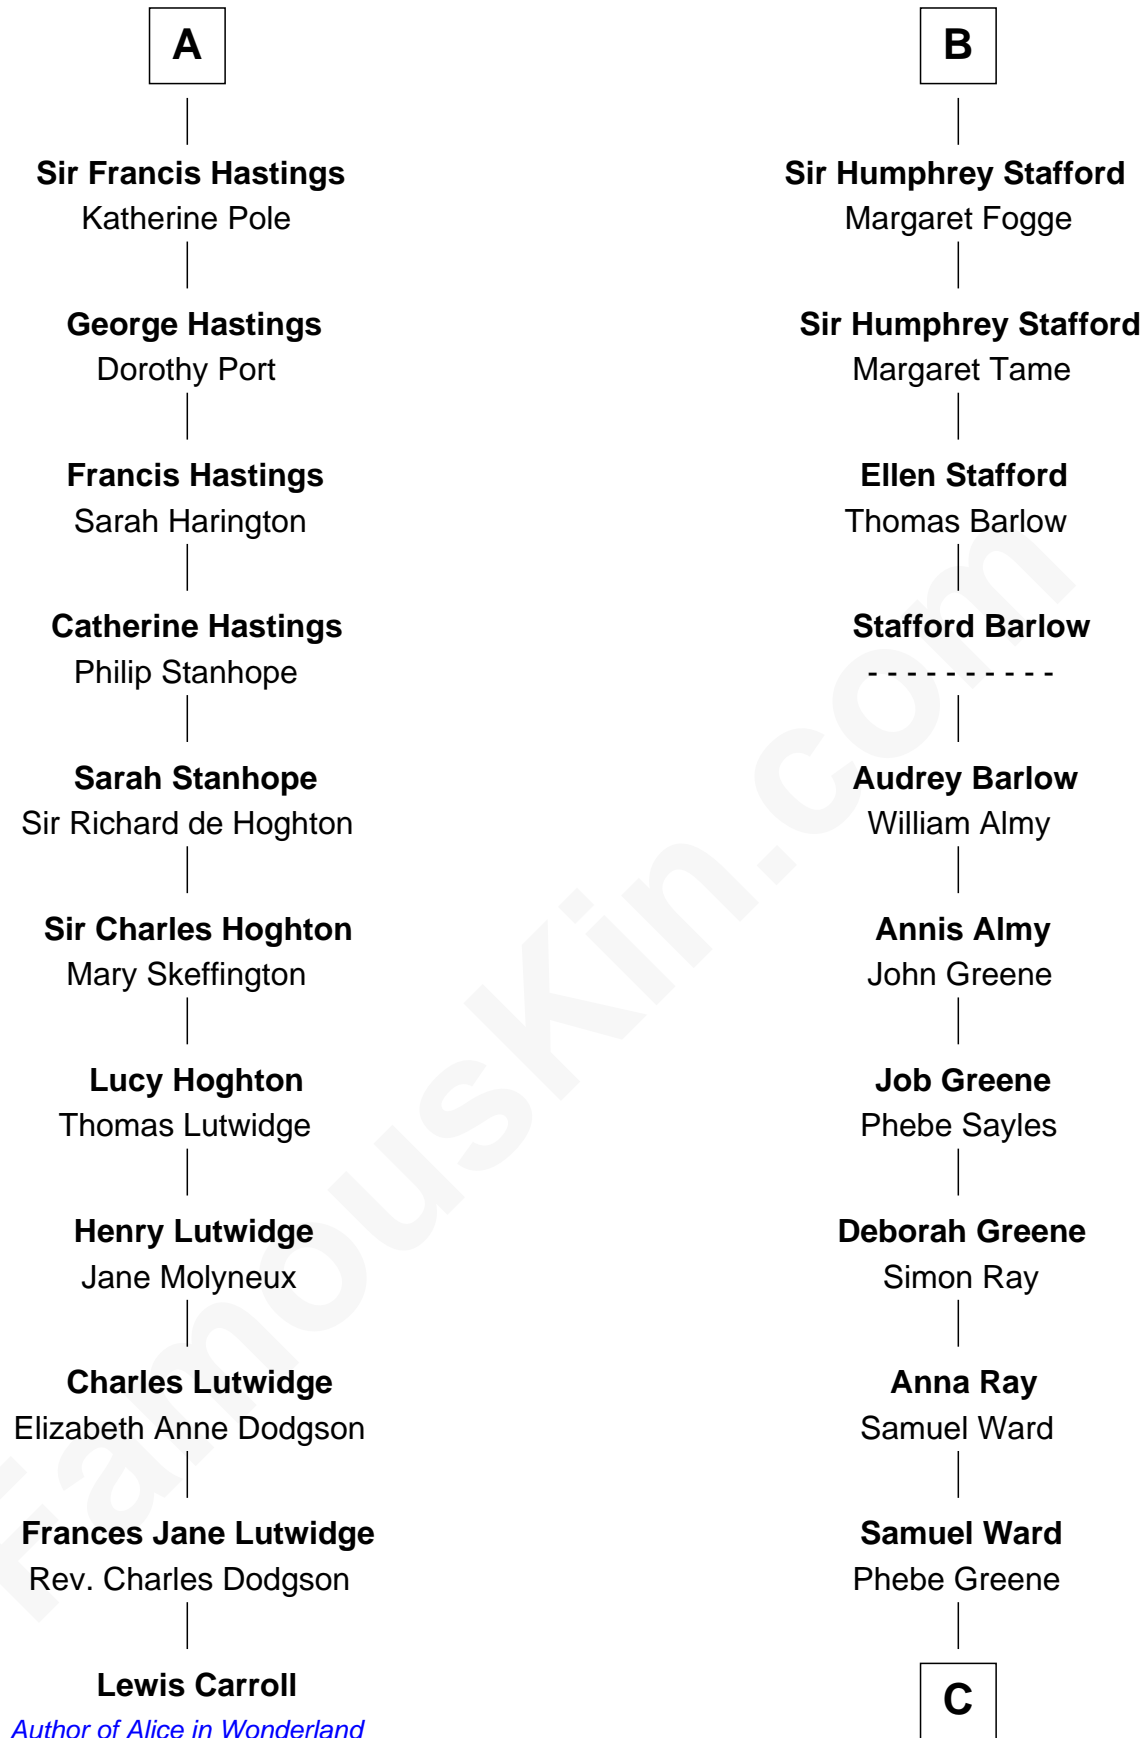 A
Sir Francis Hastings
Katherine Pole
George Hastings
Dorothy Port
Francis Hastings
Sarah Harington
Catherine Hastings
Philip Stanhope
Sarah Stanhope
Sir Richard de Hoghton
Sir Charles Hoghton
Mary Skeffington
Lucy Hoghton
Thomas Lutwidge
Henry Lutwidge
Jane Molyneux
Charles Lutwidge
Elizabeth Anne Dodgson
Frances Jane Lutwidge
Rev. Charles Dodgson
Lewis Carroll
Author of Alice in Wonderland
B
Sir Humphrey Stafford
Margaret Fogge
Sir Humphrey Stafford
Margaret Tame
Ellen Stafford
Thomas Barlow
Stafford Barlow
- - - - - - - - - -
Audrey Barlow
William Almy
Annis Almy
John Greene
Job Greene
Phebe Sayles
Deborah Greene
Simon Ray
Anna Ray
Samuel Ward
Samuel Ward
Phebe Greene
C
FamousKin.com